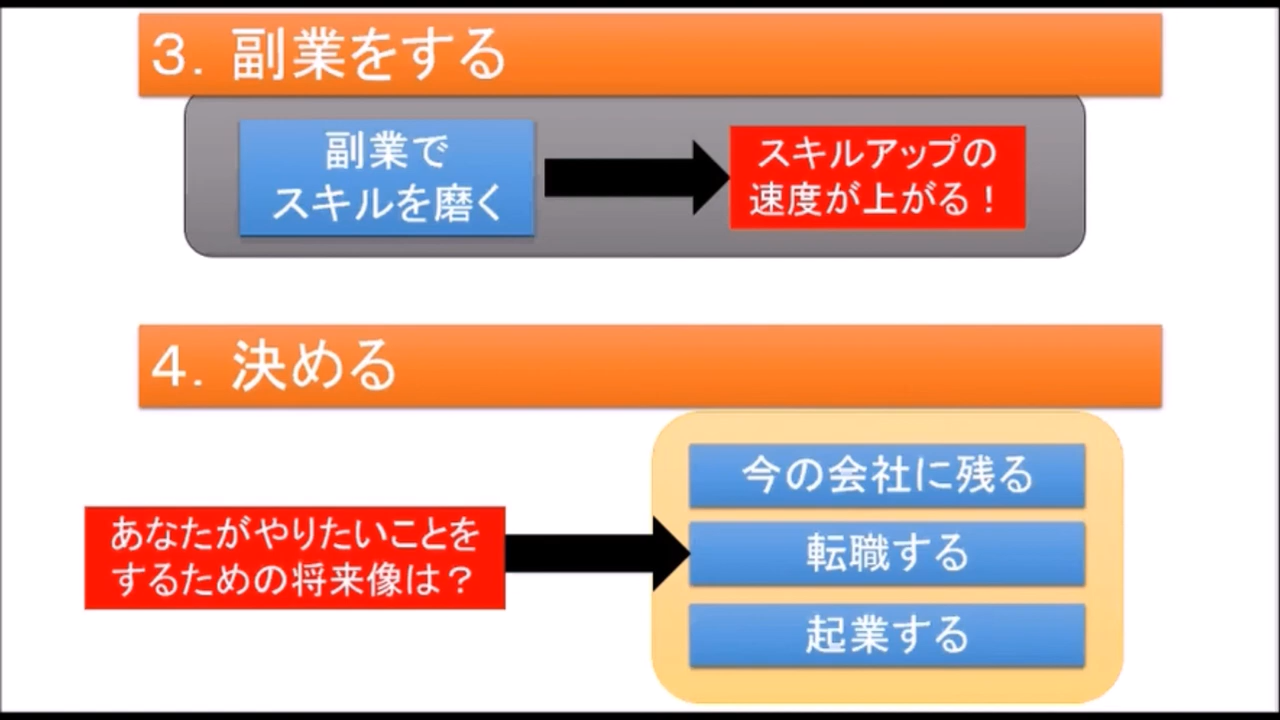 ３．副業をする
副業で
スキルを磨く
スキルアップの
速度が上がる！
４．決める
あなたがやりたいことを
するための将来像は？
今の会社に残る
転職する
起業する